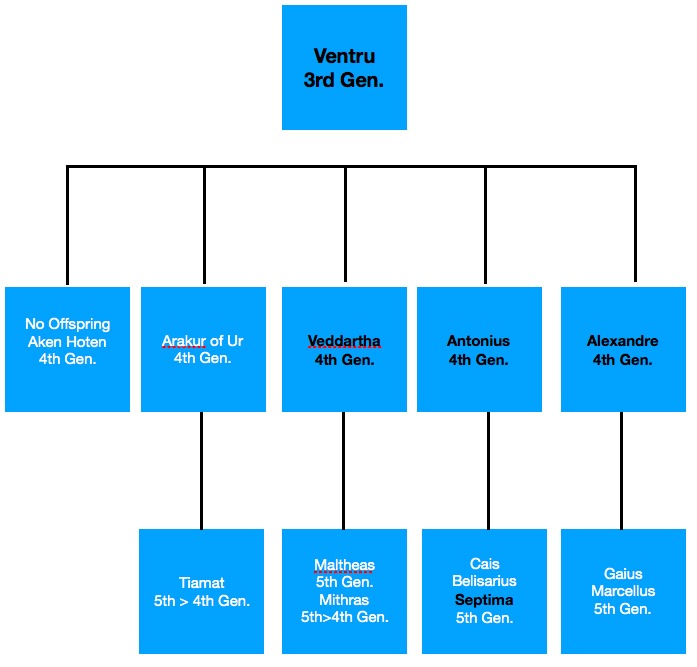 Ventru
3rd Gen.
No Offspring
Aken Hoten
4th Gen.
Arakur of Ur
4th Gen.
Veddartha
4th Gen.
Antonius
4th Gen.
Alexandre
4th Gen.
Tiamat
5th > 4th Gen.
Maltheas
5th Gen.
Mithras
5th>4th Gen.
Cais
Belisarius
Septima
5th Gen.
Gaius
Marcellus
5th Gen.